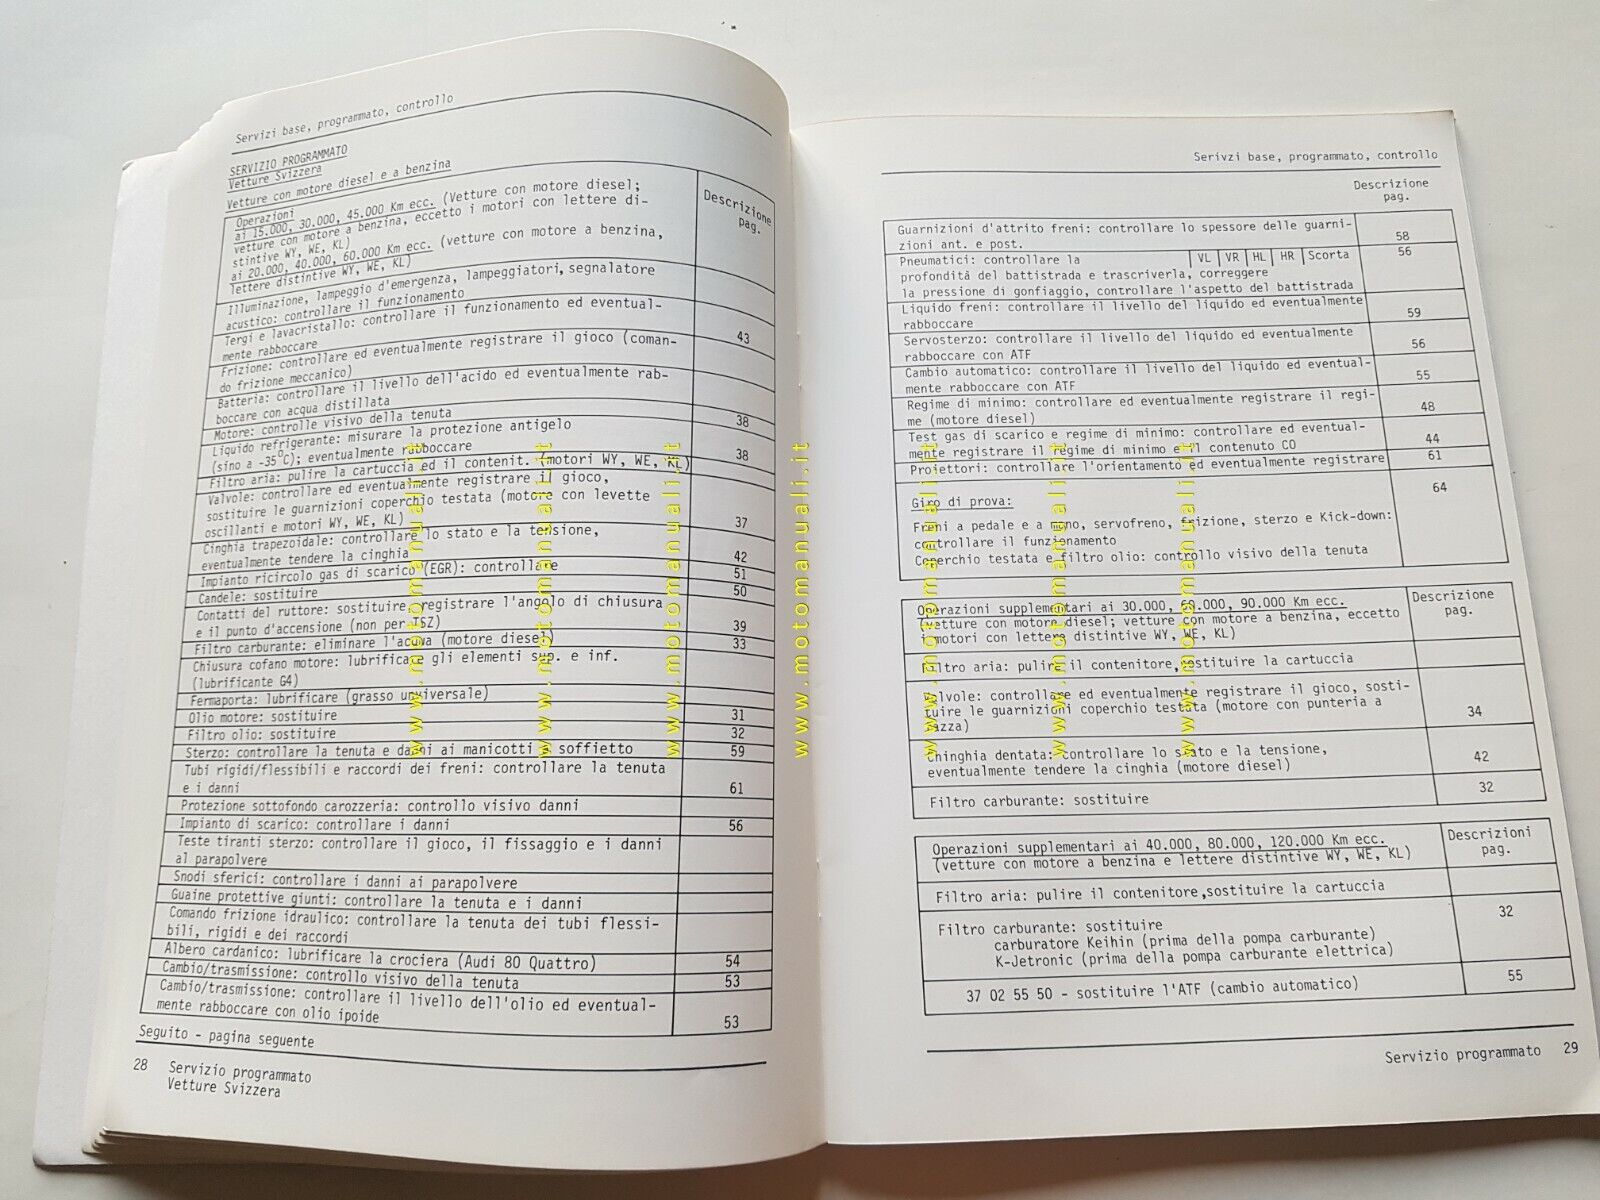 Servizi base, programmato, controllo
SERVIZIO PROGRAMMATO
Vetture Svizzera
Vetture con motore diesel e a benzina
Descrizione
pag.
Operazioni
ai 15.000, 30.000, 45.000 Km ecc. (Vetture con motore diesel;
vetture con motore a benzina, eccetto i motori con lettere di-
stintive WY, WE, KL)
ai 20.000, 40.000, 60.000 Km ecc. (vetture con motore a benzina,
lettere distintive WY, WE, KL)
Illuminazione, lampeggio d'emergenza, lampeggiatori, segnalatore
acustico: controllare il funzionamento
Tergi e lavacristallo: controllare il funzionamento ed eventual-
mente rabboccare 43
Frizione: controllare ed eventualmente registrare il gioco (coman-
do frizione meccanico)
Batteria: controllare il livello dell'acido ed eventualmente rab-
boccare con acqua distillata
Motore: controlle visivo della tenuta 38
Liquido refrigerante: misurare la protezione antigelo
(sino a -35°C); eventualmente rabboccare 38
Filtro aria: pulire la cartuccia ed il contenit. (motori WY, WE, KL)
Valvole: controllare ed eventualmente registrare il gioco,
sostituire le guarnizioni coperchio testata (motore con levette
oscillanti e motori WY, WE, KL) 37
Cinghia trapezoidale: controllare lo stato e la tensione,
eventualmente tendere la cinghia 42
Impianto ricircolo gas di scarico (EGR): controllare 51
Candele: sostituire 50
Contatti del ruttore: sostituire, registrare l'angolo di chiusura
e il punto d'accensione (non per TSZ) 39
Filtro carburante: eliminare l'acqua (motore diesel) 33
Chiusura cofano motore: lubrificare gli elementi sup. e inf.
(lubrificante G4)
Fermaporta: lubrificare (grasso universale)
Olio motore: sostituire 31
Filtro olio: sostituire 32
Sterzo: controllare la tenuta e danni ai manicotti a soffietto 59
Tubi rigidi/flessibili e raccordi dei freni: controllare la tenuta
e i danni 61
Protezione sottofondo carozzeria: controllo visivo danni
Impianto di scarico: controllare i danni 56
Teste tiranti sterzo: controllare il gioco, il fissaggio e i danni
al parapolvere
Snodi sferici: controllare i danni ai parapolvere
Guaine protettive giunti: controllare la tenuta e i danni
Comando frizione idraulico: controllare la tenuta dei tubi flessi-
bili, rigidi e dei raccordi
Albero cardanico: lubrificare la crociera (Audi 80 Quattro) 54
Cambio/trasmissione: controllo visivo della tenuta 53
Cambio/trasmissione: controllare il livello dell'olio ed eventual-
mente rabboccare con olio ipoide 53
Seguito - pagina seguente
28 Servizio programmato
Vetture Svizzera
Serivzi base, programmato, controllo
Descrizione
pag.
Guarnizioni d'attrito freni: controllare lo spessore delle guarni-
zioni ant. e post. 58
Pneumatici: controllare la VL VR HL HR Scorta 56
profondità del battistrada e trascriverla, correggere
la pressione di gonfiaggio, controllare l'aspetto del battistrada
Liquido freni: controllare il livello del liquido ed eventualmente
rabboccare 59
Servosterzo: controllare il livello del liquido ed eventualmente
rabboccare con ATF 56
Cambio automatico: controllare il livello del liquido ed eventual-
mente rabboccare con ATF 55
Regime di minimo: controllare ed eventualmente registrare il regi-
me (motore diesel) 48
Test gas di scarico e regime di minimo: controllare ed eventual-
mente registrare il regime di minimo e il contenuto CO 44
Proiettori: controllare l'orientamento ed eventualmente registrare 61
Giro di prova: 64
Freni a pedale e a mano, servofreno, frizione, sterzo e Kick-down:
controllare il funzionamento
Coperchio testata e filtro olio: controllo visivo della tenuta
Operazioni supplementari ai 30.000, 60.000, 90.000 Km ecc.
(vetture con motore diesel; vetture con motore a benzina, eccetto
i motori con lettere distintive WY, WE, KL)
Descrizione
pag.
Filtro aria: pulire il contenitore,sostituire la cartuccia
Valvole: controllare ed eventualmente registrare il gioco, sosti-
tuire le guarnizioni coperchio testata (motore con punteria a
tazza) 34
Chinghia dentata: controllare lo stato e la tensione,
eventualmente tendere la cinghia (motore diesel) 42
Filtro carburante: sostituire 32
Operazioni supplementari ai 40.000, 80.000, 120.000 Km ecc.
(vetture con motore a benzina e lettere distintive WY, WE, KL)
Descrizioni
pag.
Filtro aria: pulire il contenitore,sostituire la cartuccia
Filtro carburante: sostituire 32
carburatore Keihin (prima della pompa carburante)
K-Jetronic (prima della pompa carburante elettrica)
37 02 55 50 - sostituire l'ATF (cambio automatico) 55
Servizio programmato 29
www.motomanuali.it
www.motomanuali.it
www.motomanuali.it
www.motomanuali.it
www.motomanuali.it
www.motomanuali.it
www.motomanuali.it